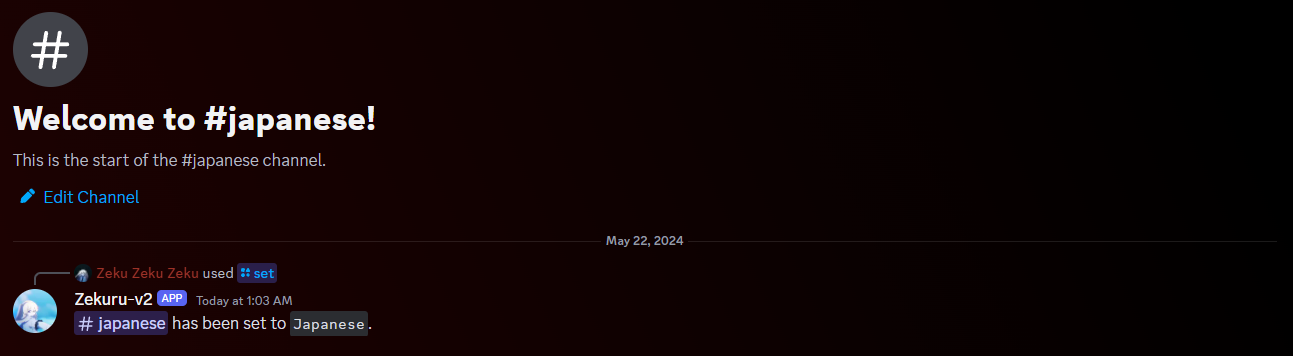 Welcome to #japanese!
This is the start of the #japanese channel.
Edit Channel
May 22, 2024
Zeku Zeku Zeku used set
Zekuru-v2 APP Today at 1:03 AM
# japanese has been set to Japanese.